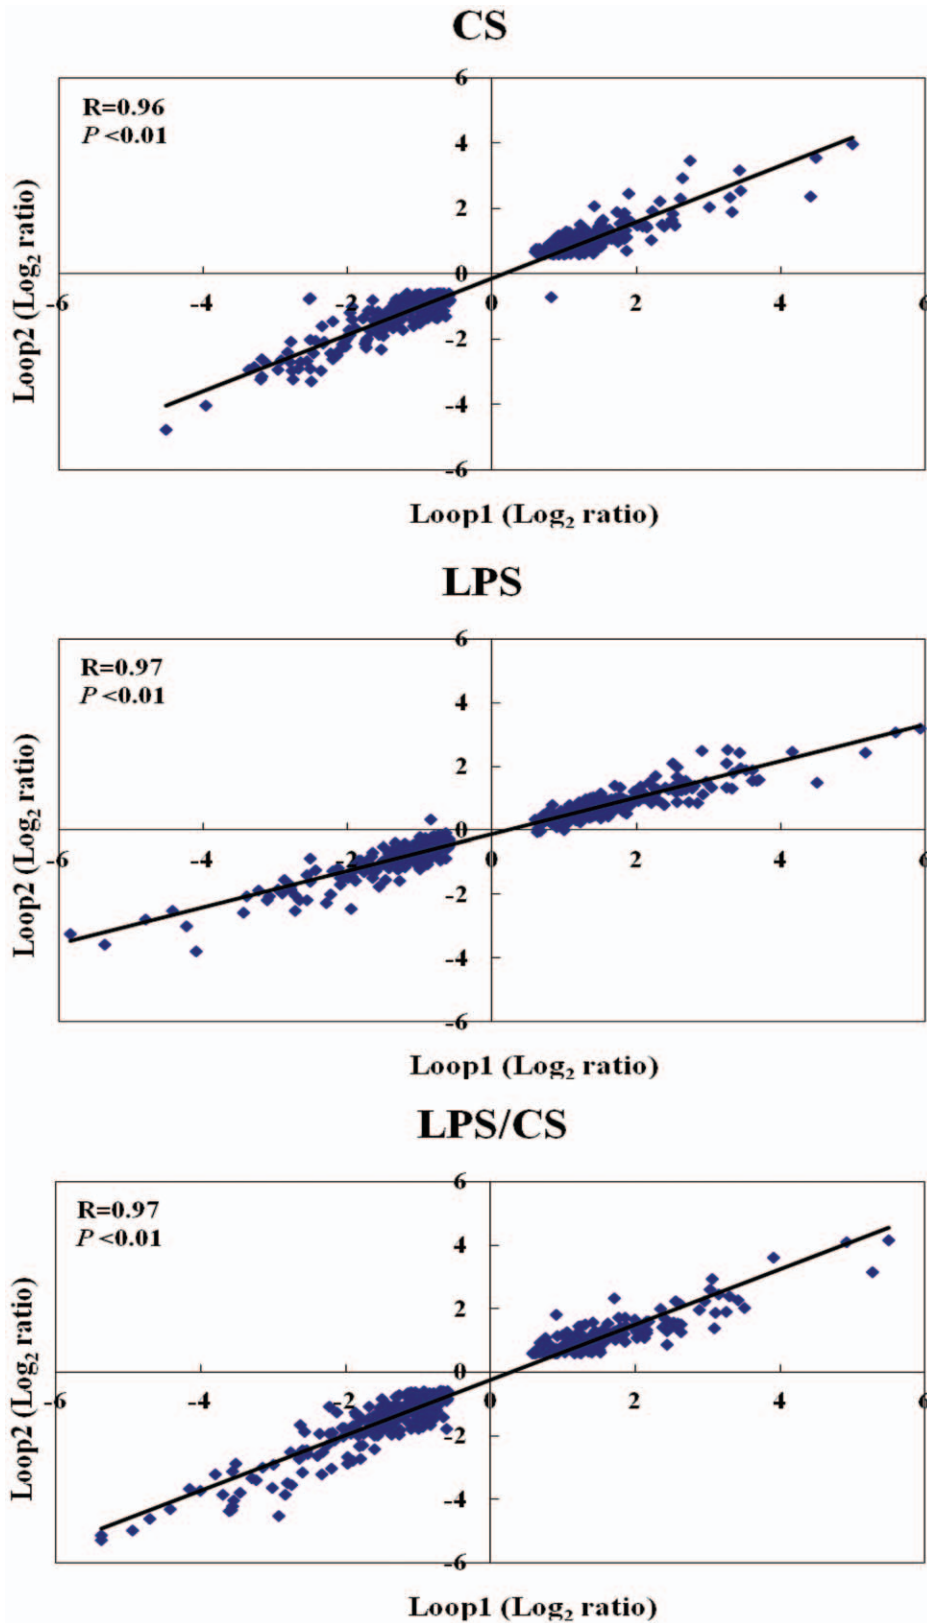 CS
R=0.96
P <0.01
6
4
2
0
-6 -4 -2 0 2 4 6
-2
-4
-6
Loop2 (Log₂ ratio)
Loop1 (Log₂ ratio)
LPS
R=0.97
P <0.01
6
4
2
0
-6 -4 -2 0 2 4 6
-2
-4
-6
Loop2 (Log₂ ratio)
Loop1 (Log₂ ratio)
LPS/CS
R=0.97
P <0.01
6
4
2
0
-6 -4 -2 0 2 4 6
-2
-4
-6
Loop2 (Log₂ ratio)
Loop1 (Log₂ ratio)